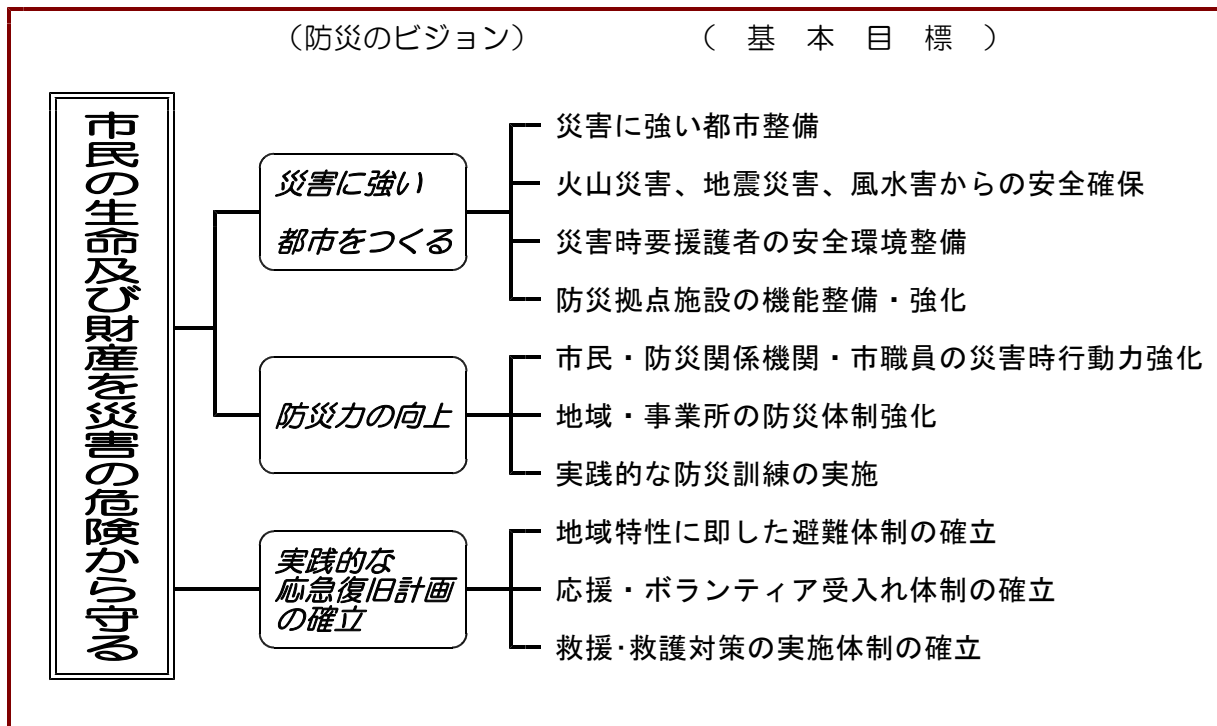 （防災のビジョン）
（ 基 本 目 標 ）
市民の生命及び財産を災害の危険から守る
災害に強い
都市をつくる
災害に強い都市整備
火山災害、地震災害、風水害からの安全確保
災害時要援護者の安全環境整備
防災拠点施設の機能整備・強化
防災力の向上
市民・防災関係機関・市職員の災害時行動力強化
地域・事業所の防災体制強化
実践的な防災訓練の実施
実践的な
応急復旧計画
の確立
地域特性に即した避難体制の確立
応援・ボランティア受入れ体制の確立
救援･救護対策の実施体制の確立